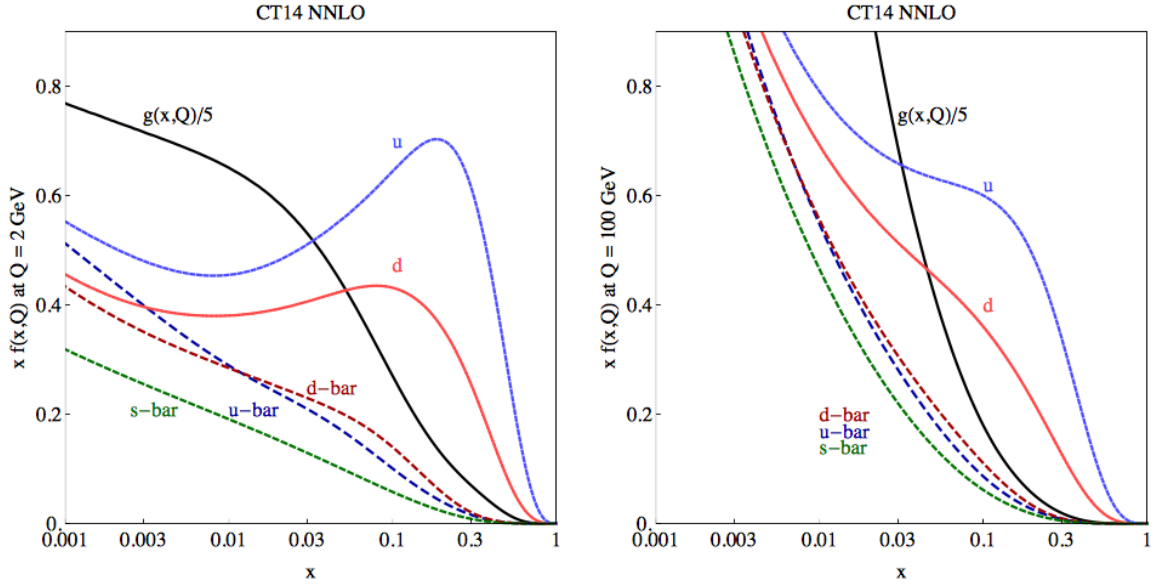 CT14 NNLO
x f(x,Q) at Q = 2 GeV
0.8
0.6
0.4
0.2
0.
g(x,Q)/5
u
d
d-bar
s-bar
u-bar
0.001
0.003
0.01
0.03
0.1
0.3
1
x
CT14 NNLO
x f(x,Q) at Q = 100 GeV
0.8
0.6
0.4
0.2
0.
g(x,Q)/5
u
d
d-bar
u-bar
s-bar
0.001
0.003
0.01
0.03
0.1
0.3
1
x